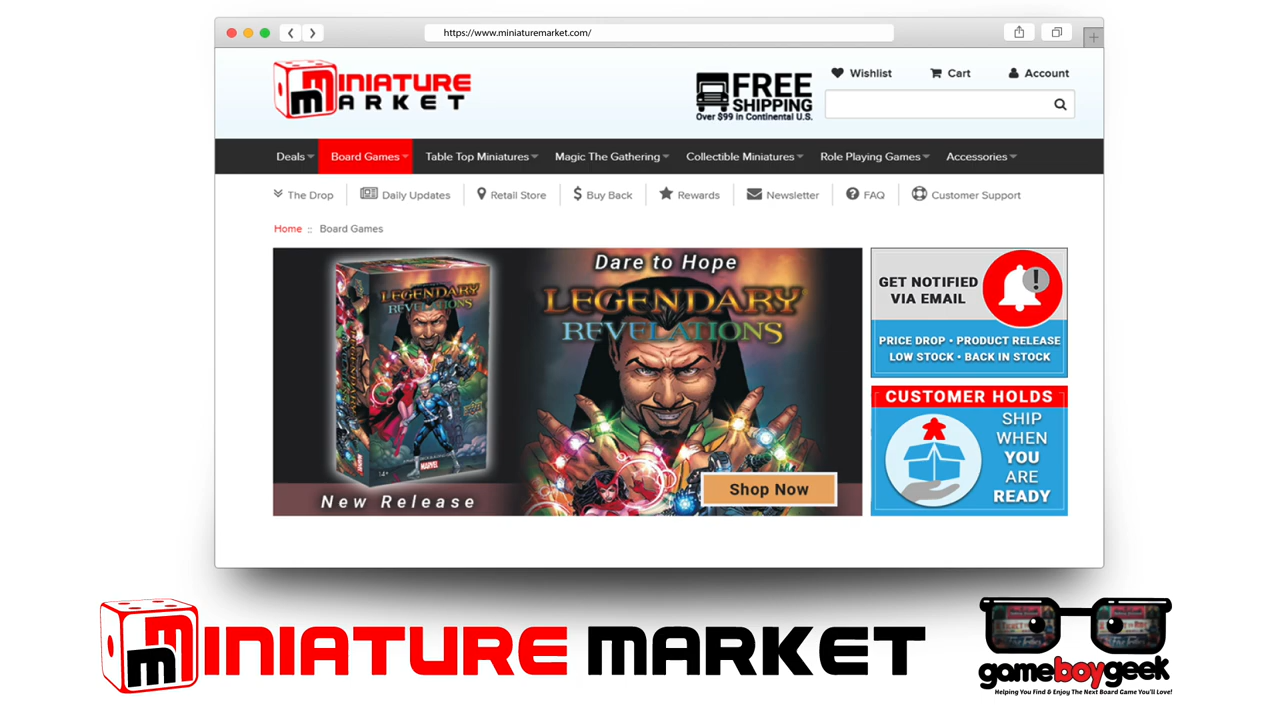 https://www.miniaturemarket.com/
MINIATURE
MARKET
FREE
SHIPPING
Over $99 in Continental U.S.
Wishlist
Cart
Account
Deals
Board Games
Table Top Miniatures
Magic The Gathering
Collectible Miniatures
Role Playing Games
Accessories
The Drop
Daily Updates
Retail Store
$ Buy Back
Rewards
Newsletter
FAQ
Customer Support
Home :: Board Games
LEGENDARY
REVELATIONS
LEGENDARY
MARVEL
New Release
Dare to Hope
LEGENDARY
REVELATIONS
Shop Now
GET NOTIFIED
VIA EMAIL
PRICE DROP • PRODUCT RELEASE
LOW STOCK • BACK IN STOCK
CUSTOMER HOLDS
SHIP
WHEN
YOU
ARE
READY
MINIATURE MARKET
gameboygeek
Helping You Find & Enjoy The Next Board Game You'll Love!